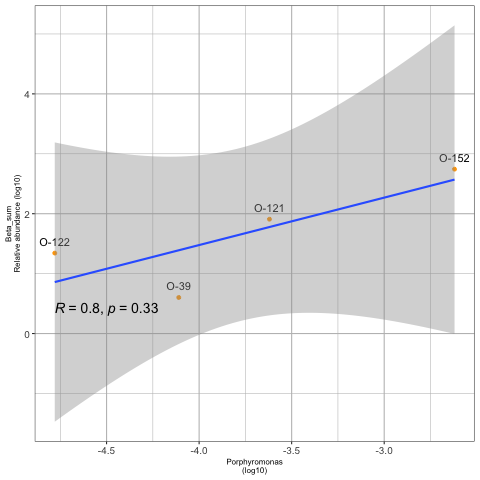 O-152
O-121
O-122
O-39
R = 0.8, p = 0.33
4
2
0
-4.5 -4.0 -3.5 -3.0
Porphyromonas
(log10)
Beta_sum
Relative abundance (log10)